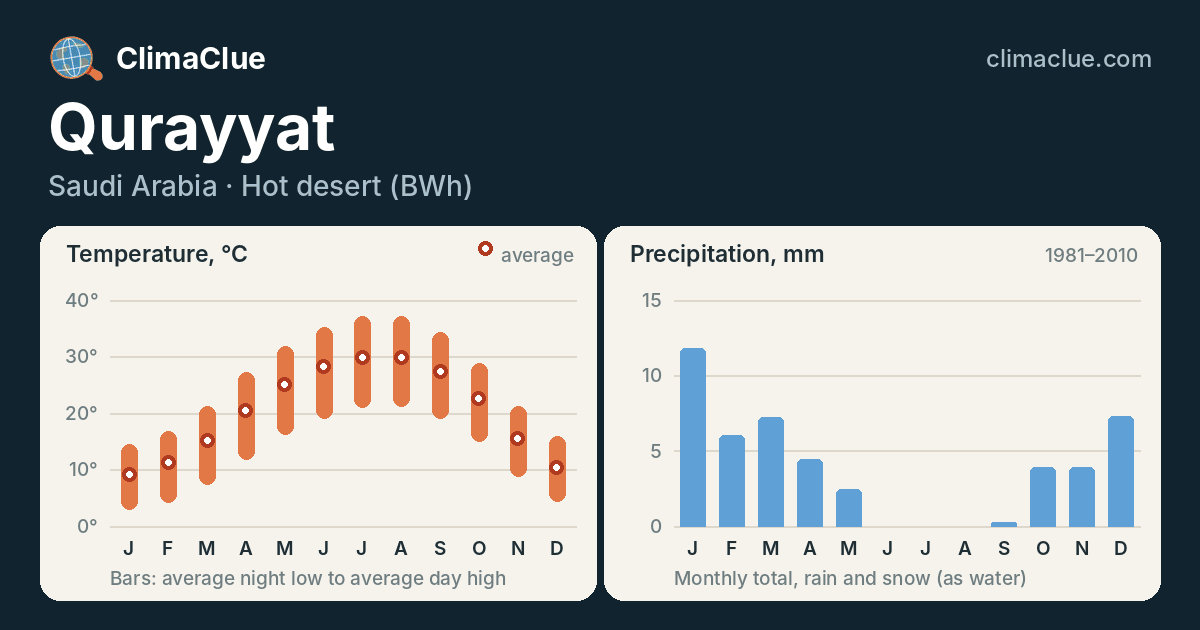 ClimaClue
climaclue.com
Qurayyat
Saudi Arabia · Hot desert (BWh)
Temperature, °C
average
40°
30°
20°
10°
0°
J F M A M J J A S O N D
Bars: average night low to average day high
Precipitation, mm
1981–2010
15
10
5
0
J F M A M J J A S O N D
Monthly total, rain and snow (as water)